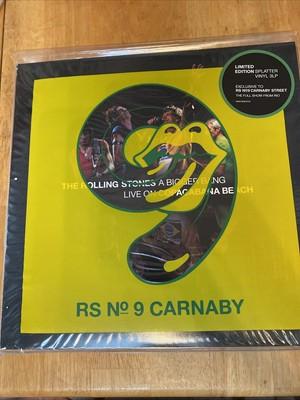 LIMITED
EDITION SPLATTER
VINYL 3LP
EXCLUSIVE TO
RS No9 CARNABY STREET
THE FULL SHOW FROM RIO
THE ROLLING STONES A BIGGER BANG
LIVE ON COPACABANA BEACH
RS Nº 9 CARNABY